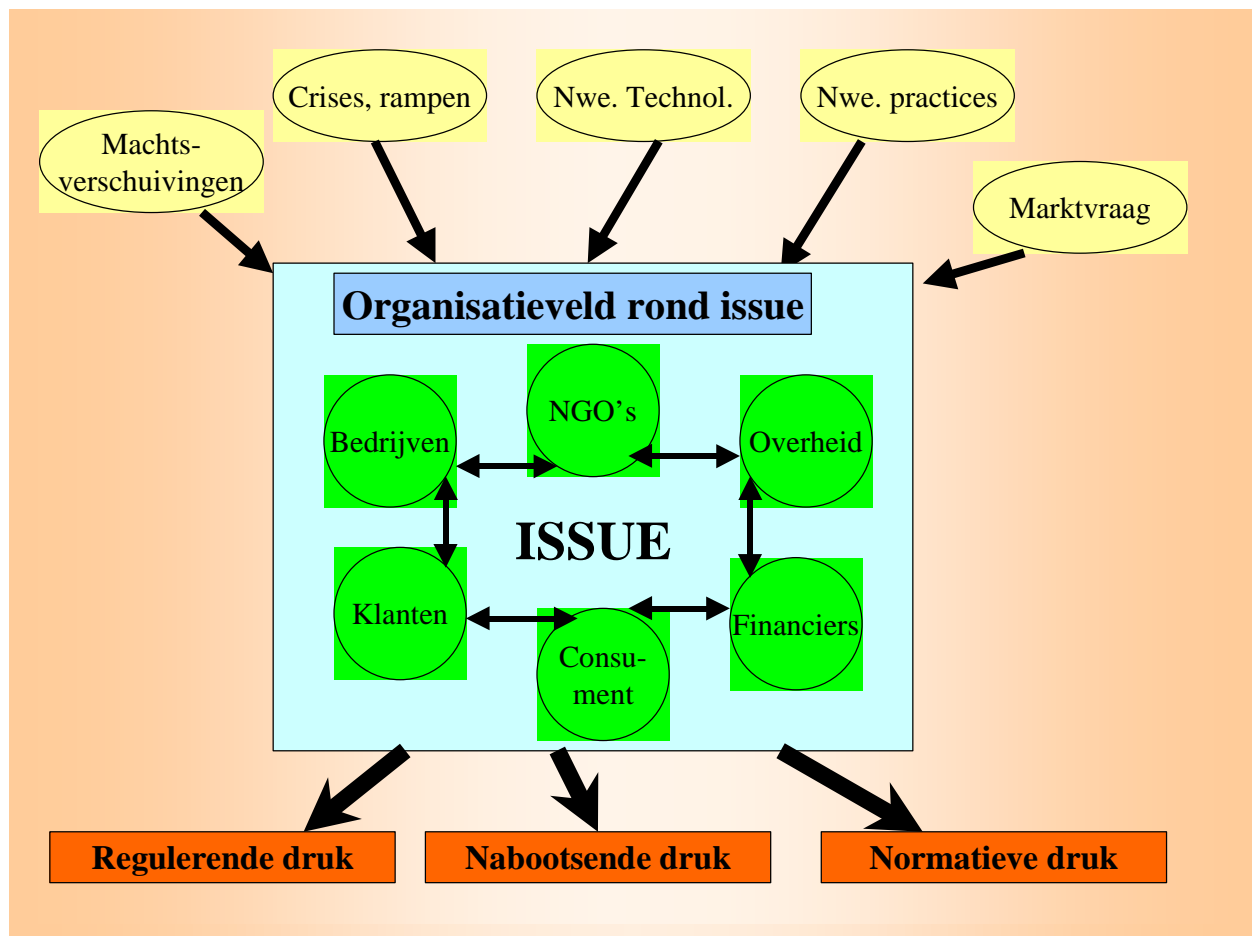 Crises, rampen
Nwe. Technol.
Nwe. practices
Machts-
verschuivingen
Marktvraag
Organisatieveld rond issue
NGO’s
Bedrijven
Overheid
ISSUE
Klanten
Financiers
Consu-
ment
Regulerende druk
Nabootsende druk
Normatieve druk